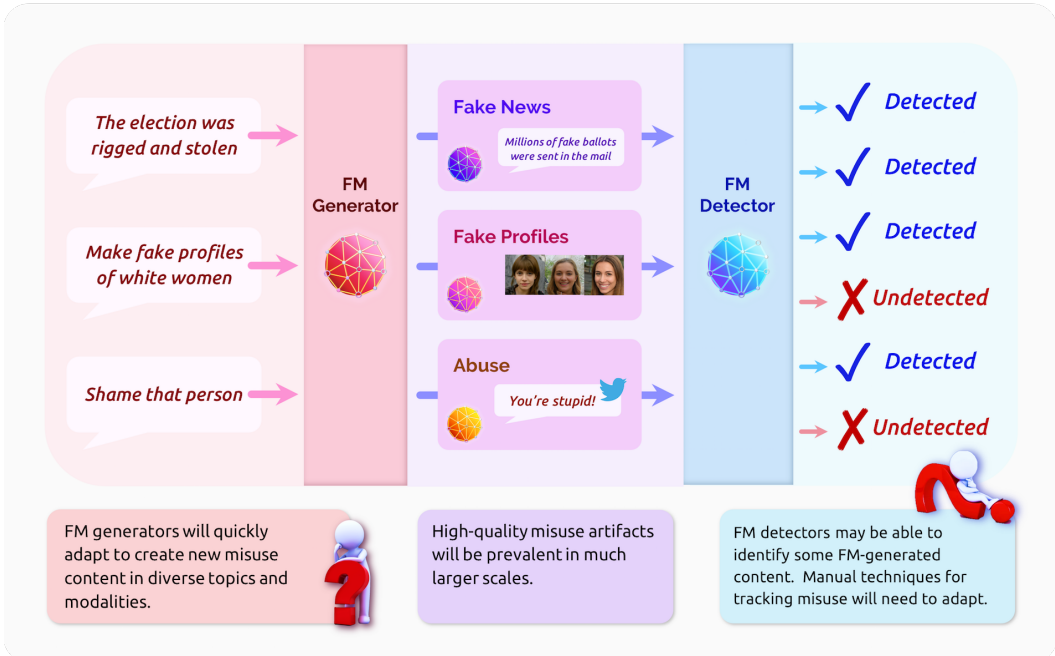 The election was
rigged and stolen
Make fake profiles
of white women
Shame that person
FM
Generator
Fake News
Millions of fake ballots
were sent in the mail
Fake Profiles
Abuse
You're stupid!
FM
Detector
Detected
Detected
Detected
Undetected
Detected
Undetected
FM generators will quickly
adapt to create new misuse
content in diverse topics and
modalities.
High-quality misuse artifacts
will be prevalent in much
larger scales.
FM detectors may be able to
identify some FM-generated
content. Manual techniques for
tracking misuse will need to adapt.